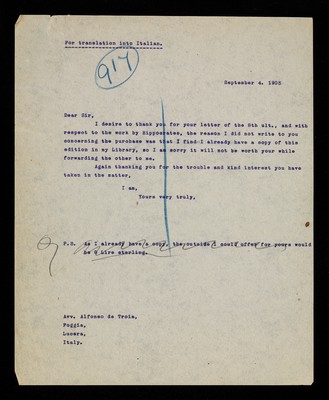 For translation into Italian.
917
September 4. 1905
Dear Sir,
I desire to thank you for your letter of the 6th ult., and with
respect to the work by Hippocrates, the reason I did not write to you
concerning the purchase was that I find I already have a copy of this
edition in my Library, so I am sorry it will not be worth your while
forwarding the other to me.
Again thanking you for the trouble and kind interest you have
taken in the matter,
I am,
Yours very truly,
P.S. As I already have a copy, the outside I could offer for yours would
be 5 Lire sterling.
Avv. Alfonso de Troia,
Foggia,
Lucera,
Italy.